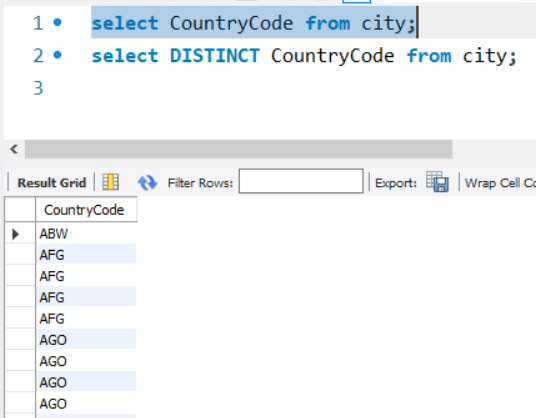 1 select CountryCode from city;
2 select DISTINCT CountryCode from city;
3
Result Grid Filter Rows: Export: Wrap Cell Co
CountryCode
ABW
AFG
AFG
AFG
AFG
AGO
AGO
AGO
AGO